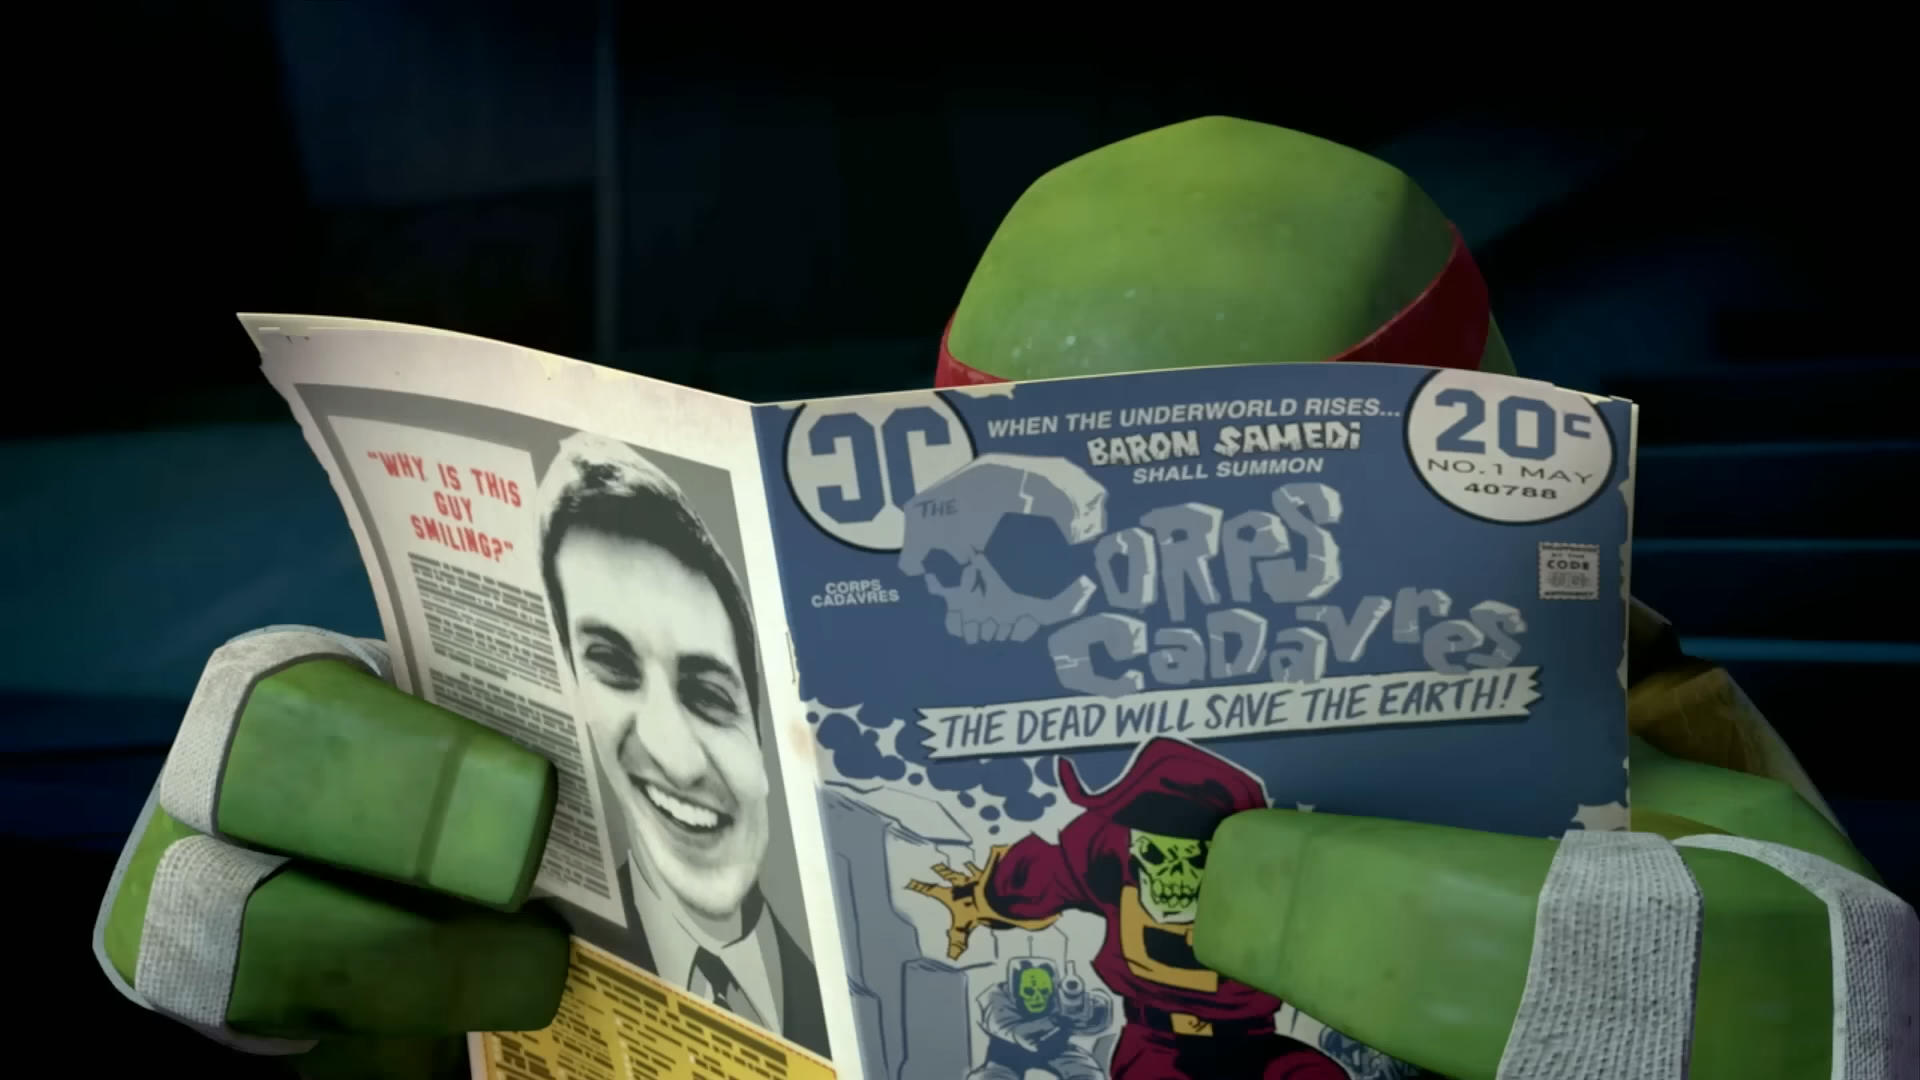 "WHY IS THIS
GUY
SMILING?"
CORPS
CADAVRES
WHEN THE UNDERWORLD RISES...
BARON SAMEDI
SHALL SUMMON
THE
CORPS
CADAVRES
THE DEAD WILL SAVE THE EARTH!
20¢
NO. 1 MAY
40788
CODE